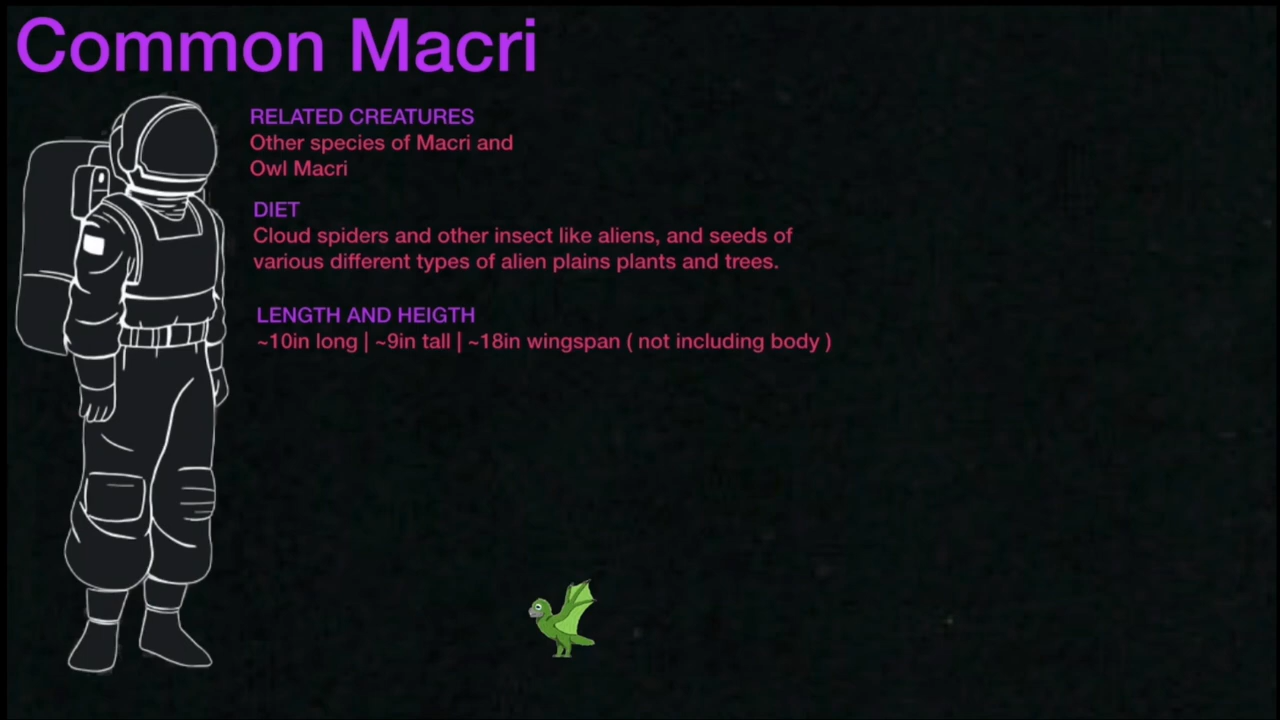 Common Macri
RELATED CREATURES
Other species of Macri and
Owl Macri
DIET
Cloud spiders and other insect like aliens, and seeds of
various different types of alien plains plants and trees.
LENGTH AND HEIGTH
~10in long | ~9in tall | ~18in wingspan ( not including body )